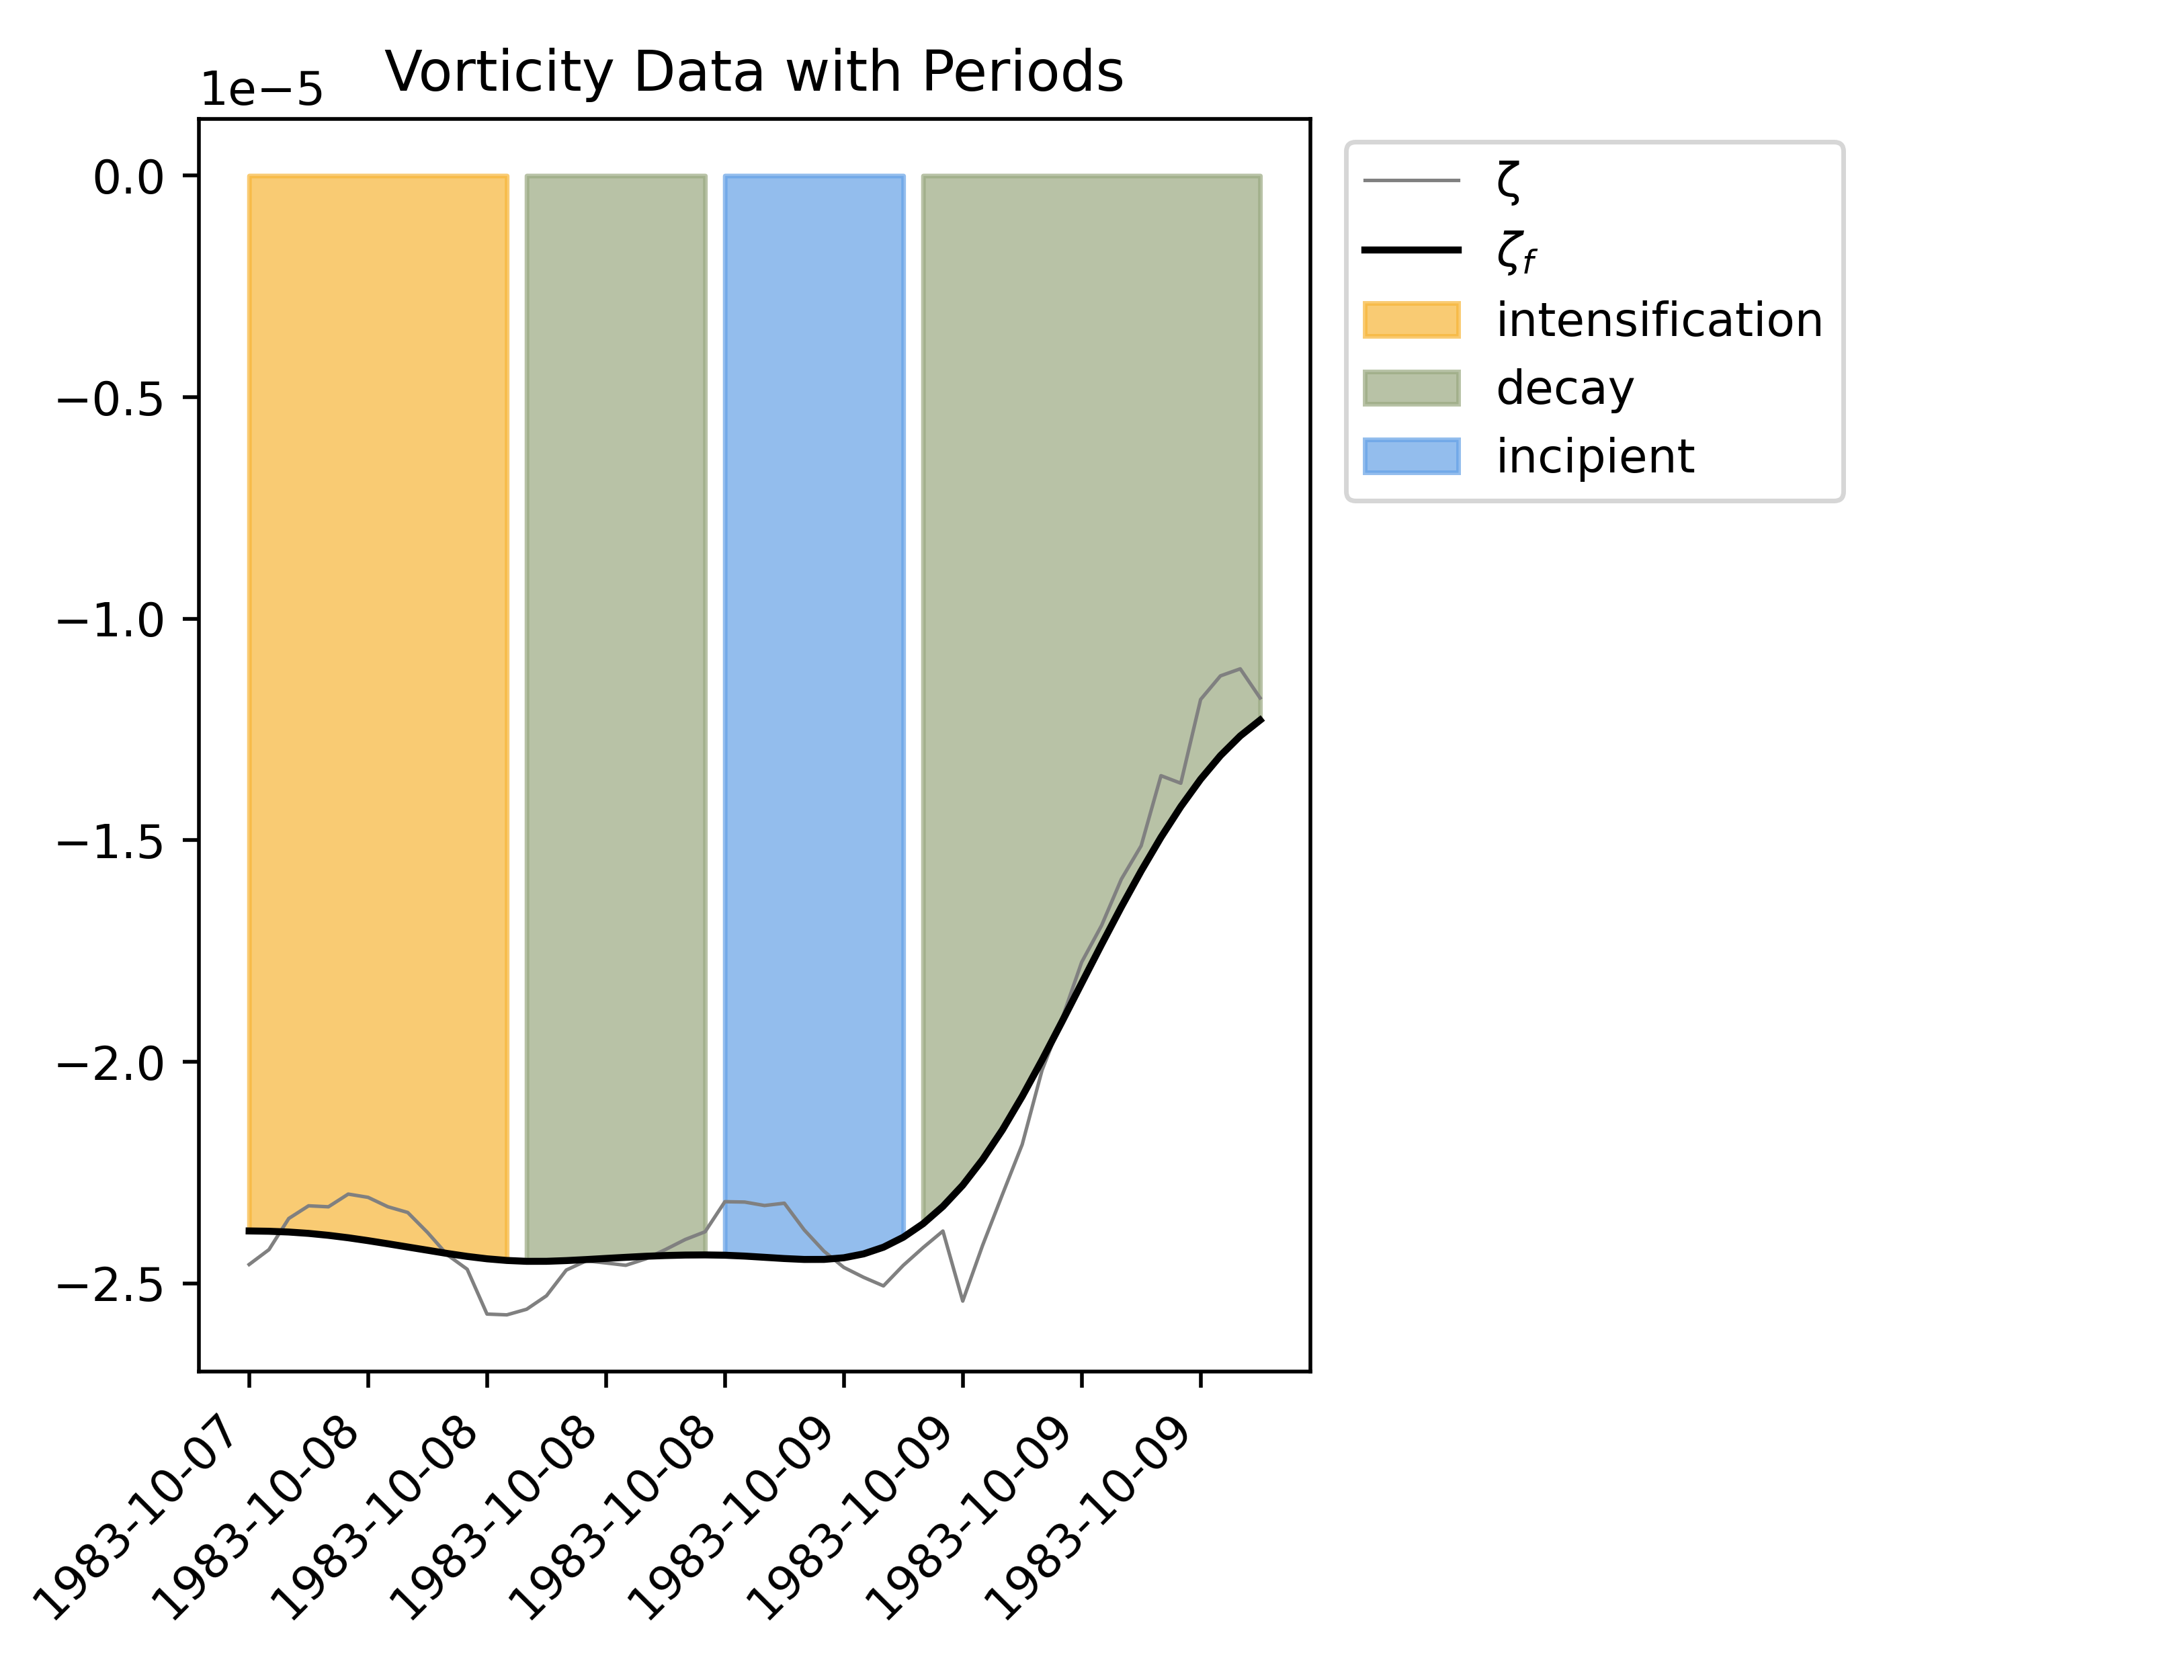 Vorticity Data with Periods
1e−5
0.0
−0.5
−1.0
−1.5
−2.0
−2.5
1983-10-07
1983-10-08
1983-10-08
1983-10-08
1983-10-08
1983-10-09
1983-10-09
1983-10-09
1983-10-09
ζ
ζf
intensification
decay
incipient